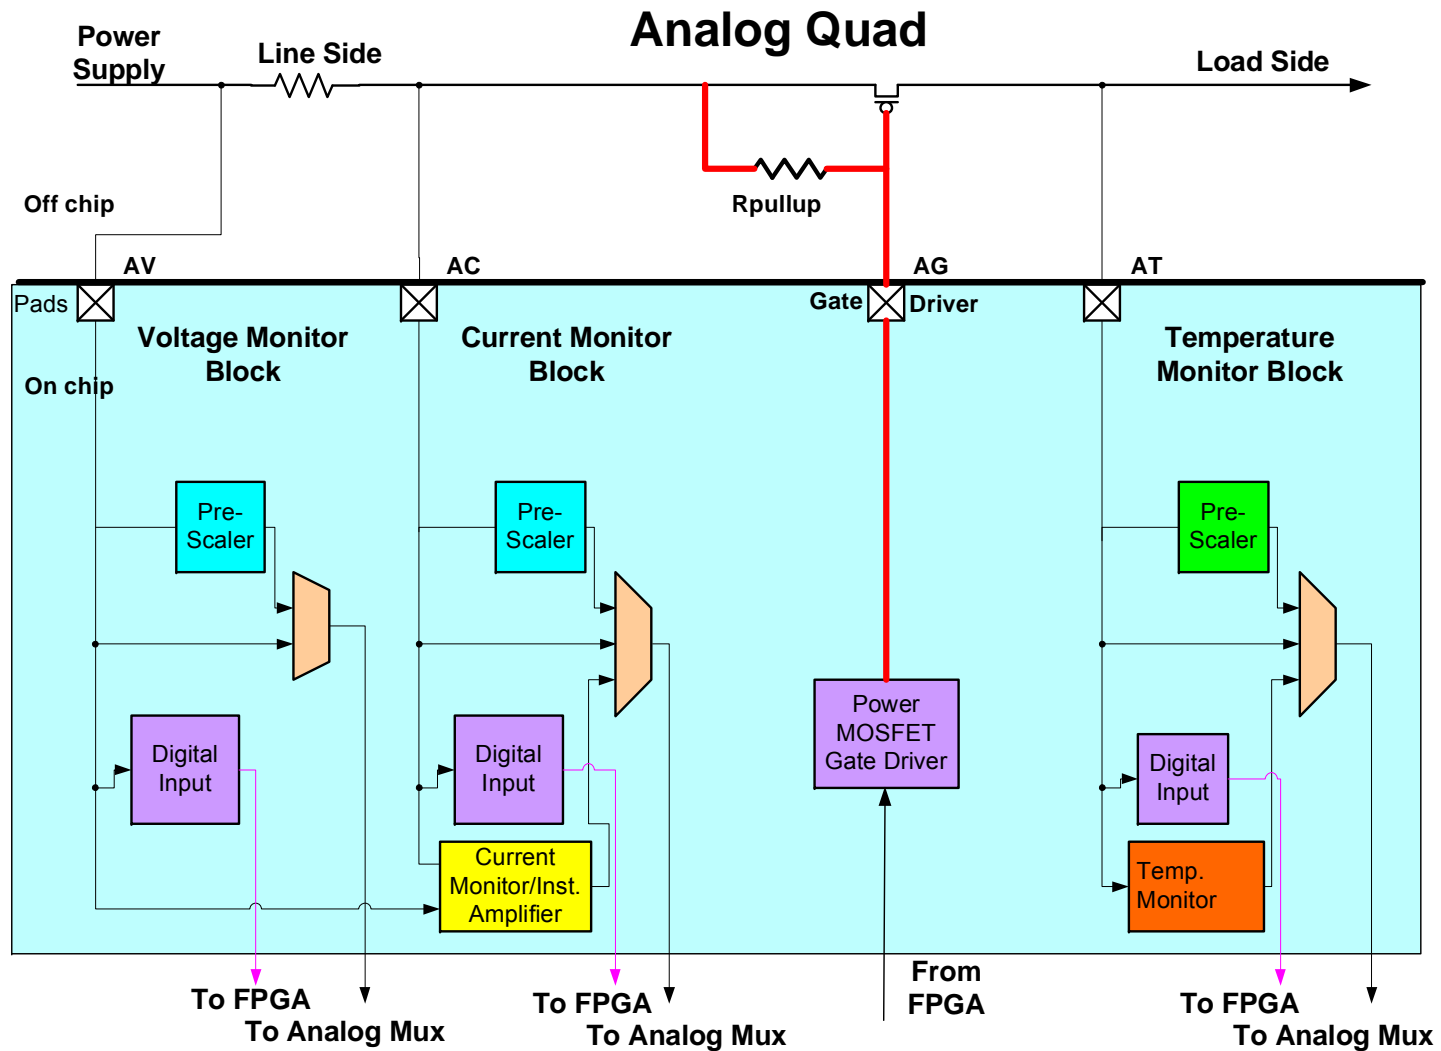 Analog Quad
Power
Supply
Line Side
Load Side
Rpullup
Off chip
AV
AC
AG
AT
Pads
Gate
Driver
Voltage Monitor
Block
Current Monitor
Block
Temperature
Monitor Block
On chip
Pre-
Scaler
Pre-
Scaler
Pre-
Scaler
Digital
Input
Digital
Input
Power
MOSFET
Gate Driver
Digital
Input
Current
Monitor/Inst.
Amplifier
Temp.
Monitor
From
FPGA
To FPGA
To Analog Mux
To FPGA
To Analog Mux
To FPGA
To Analog Mux